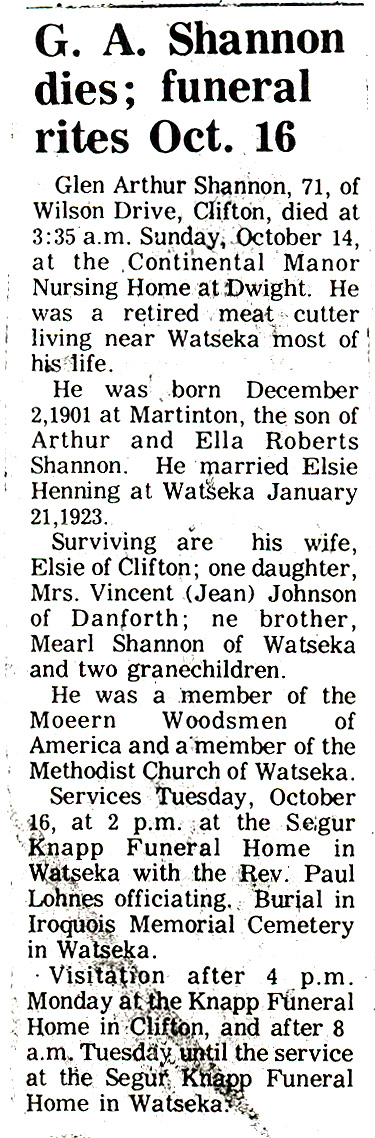 G. A. Shannon
dies; funeral
rites Oct. 16
Glen Arthur Shannon, 71, of
Wilson Drive, Clifton, died at
3:35 a.m. Sunday, October 14,
at the Continental Manor
Nursing Home at Dwight. He
was a retired meat cutter
living near Watseka most of
his life.
He was born December
2,1901 at Martinton, the son of
Arthur and Ella Roberts
Shannon. He married Elsie
Henning at Watseka January
21,1923.
Surviving are his wife,
Elsie of Clifton; one daughter,
Mrs. Vincent (Jean) Johnson
of Danforth; ne brother,
Mearl Shannon of Watseka
and two granechildren.
He was a member of the
Moeern Woodsmen of
America and a member of the
Methodist Church of Watseka.
Services Tuesday, October
16, at 2 p.m. at the Segur
Knapp Funeral Home in
Watseka with the Rev. Paul
Lohnes officiating. Burial in
Iroquois Memorial Cemetery
in Watseka.
Visitation after 4 p.m.
Monday at the Knapp Funeral
Home in Clifton, and after 8
a.m. Tuesday until the service
at the Segur Knapp Funeral
Home in Watseka.